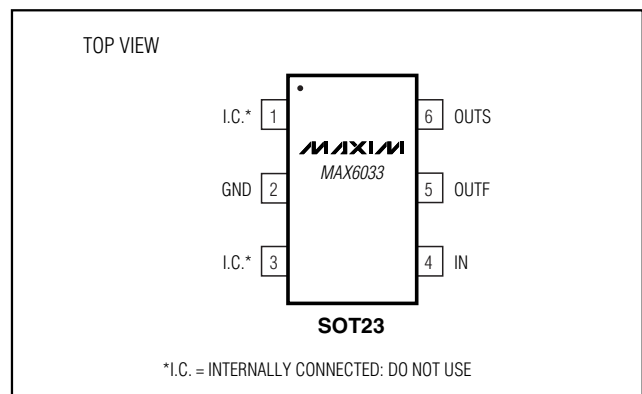 TOP VIEW
I.C.* 1
6 OUTS
MAXIM
MAX6033
GND 2
5 OUTF
I.C.* 3
4 IN
SOT23
*I.C. = INTERNALLY CONNECTED: DO NOT USE